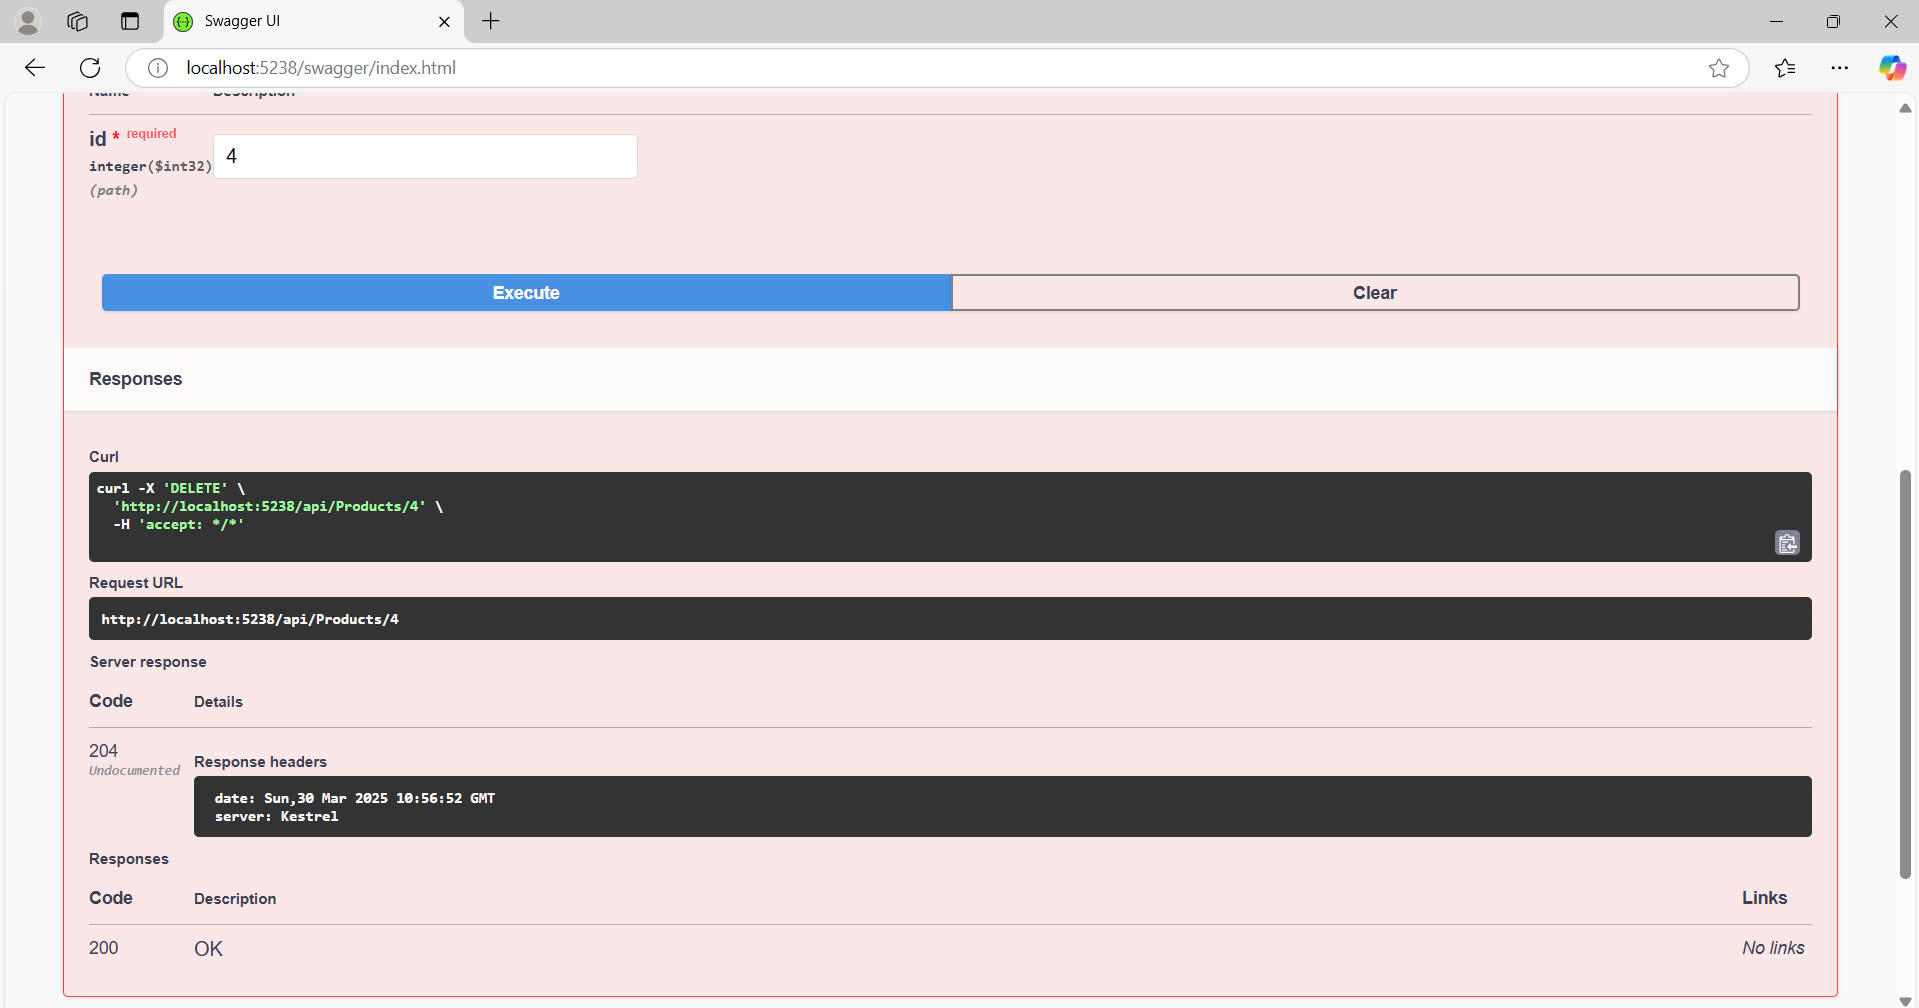 Swagger UI
localhost:5238/swagger/index.html
Name Description
id * required
integer($int32)
(path)
4
Execute Clear
Responses
Curl
curl -X 'DELETE' \
'http://localhost:5238/api/Products/4' \
-H 'accept: */*'
Request URL
http://localhost:5238/api/Products/4
Server response
Code Details
204
Undocumented
Response headers
date: Sun,30 Mar 2025 10:56:52 GMT
server: Kestrel
Responses
Code Description Links
200 OK No links